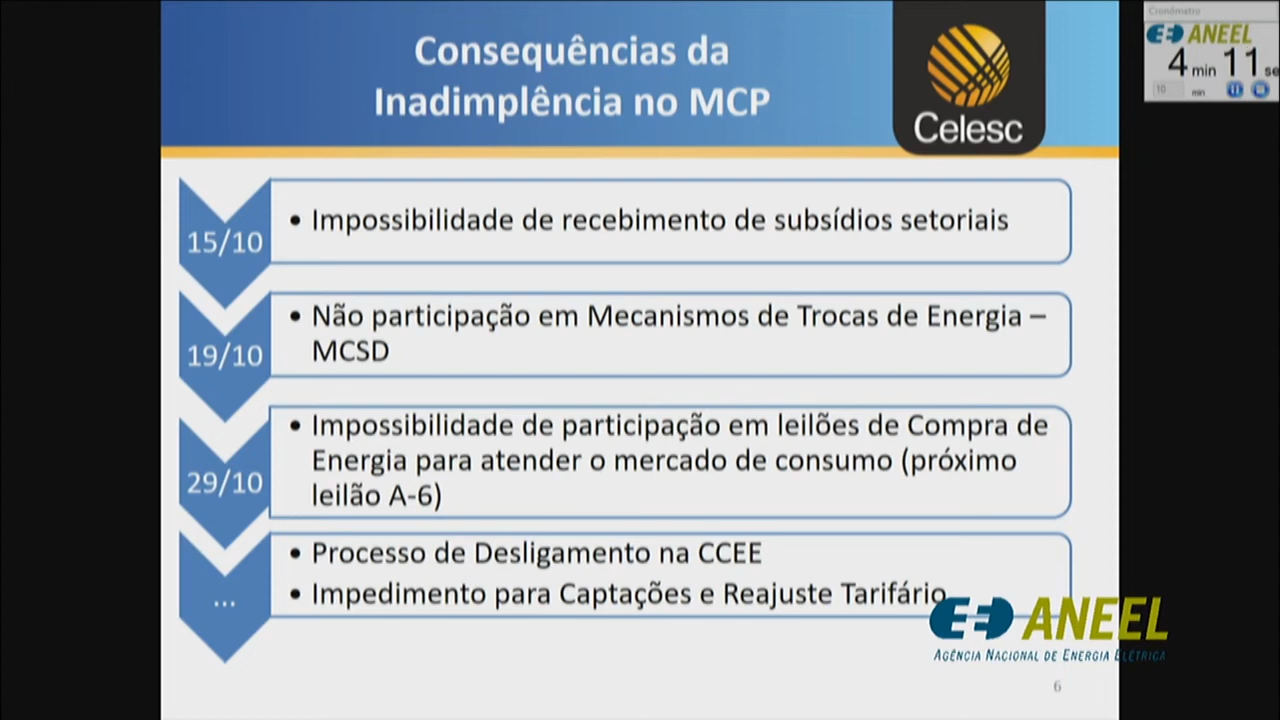 Consequências da
Inadimplência no MCP
Celesc
Cronômetro
ANEEL
4 min 11 se
10 min
15/10
• Impossibilidade de recebimento de subsídios setoriais
19/10
• Não participação em Mecanismos de Trocas de Energia –
MCSD
29/10
• Impossibilidade de participação em leilões de Compra de
Energia para atender o mercado de consumo (próximo
leilão A-6)
...
• Processo de Desligamento na CCEE
• Impedimento para Captações e Reajuste Tarifário
ANEEL
AGÊNCIA NACIONAL DE ENERGIA ELÉTRICA
6